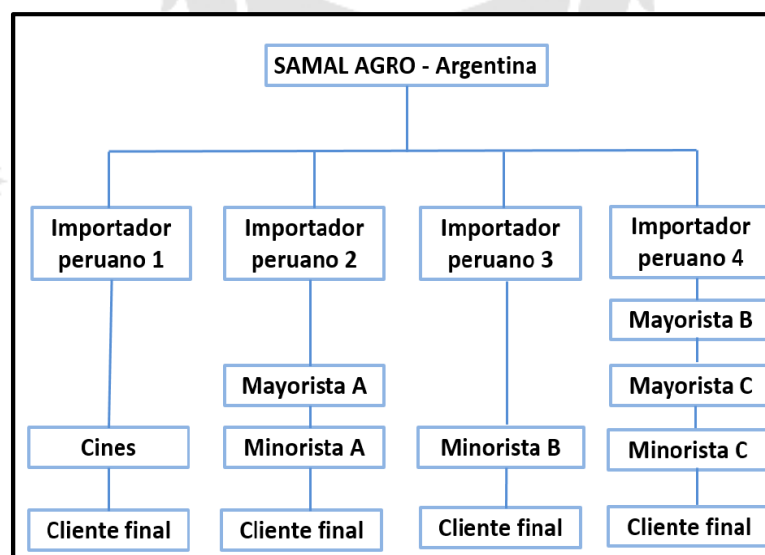 SAMAL AGRO - Argentina
Importador
peruano 1
Importador
peruano 2
Importador
peruano 3
Importador
peruano 4
Mayorista B
Mayorista A
Mayorista C
Cines
Minorista A
Minorista B
Minorista C
Cliente final
Cliente final
Cliente final
Cliente final